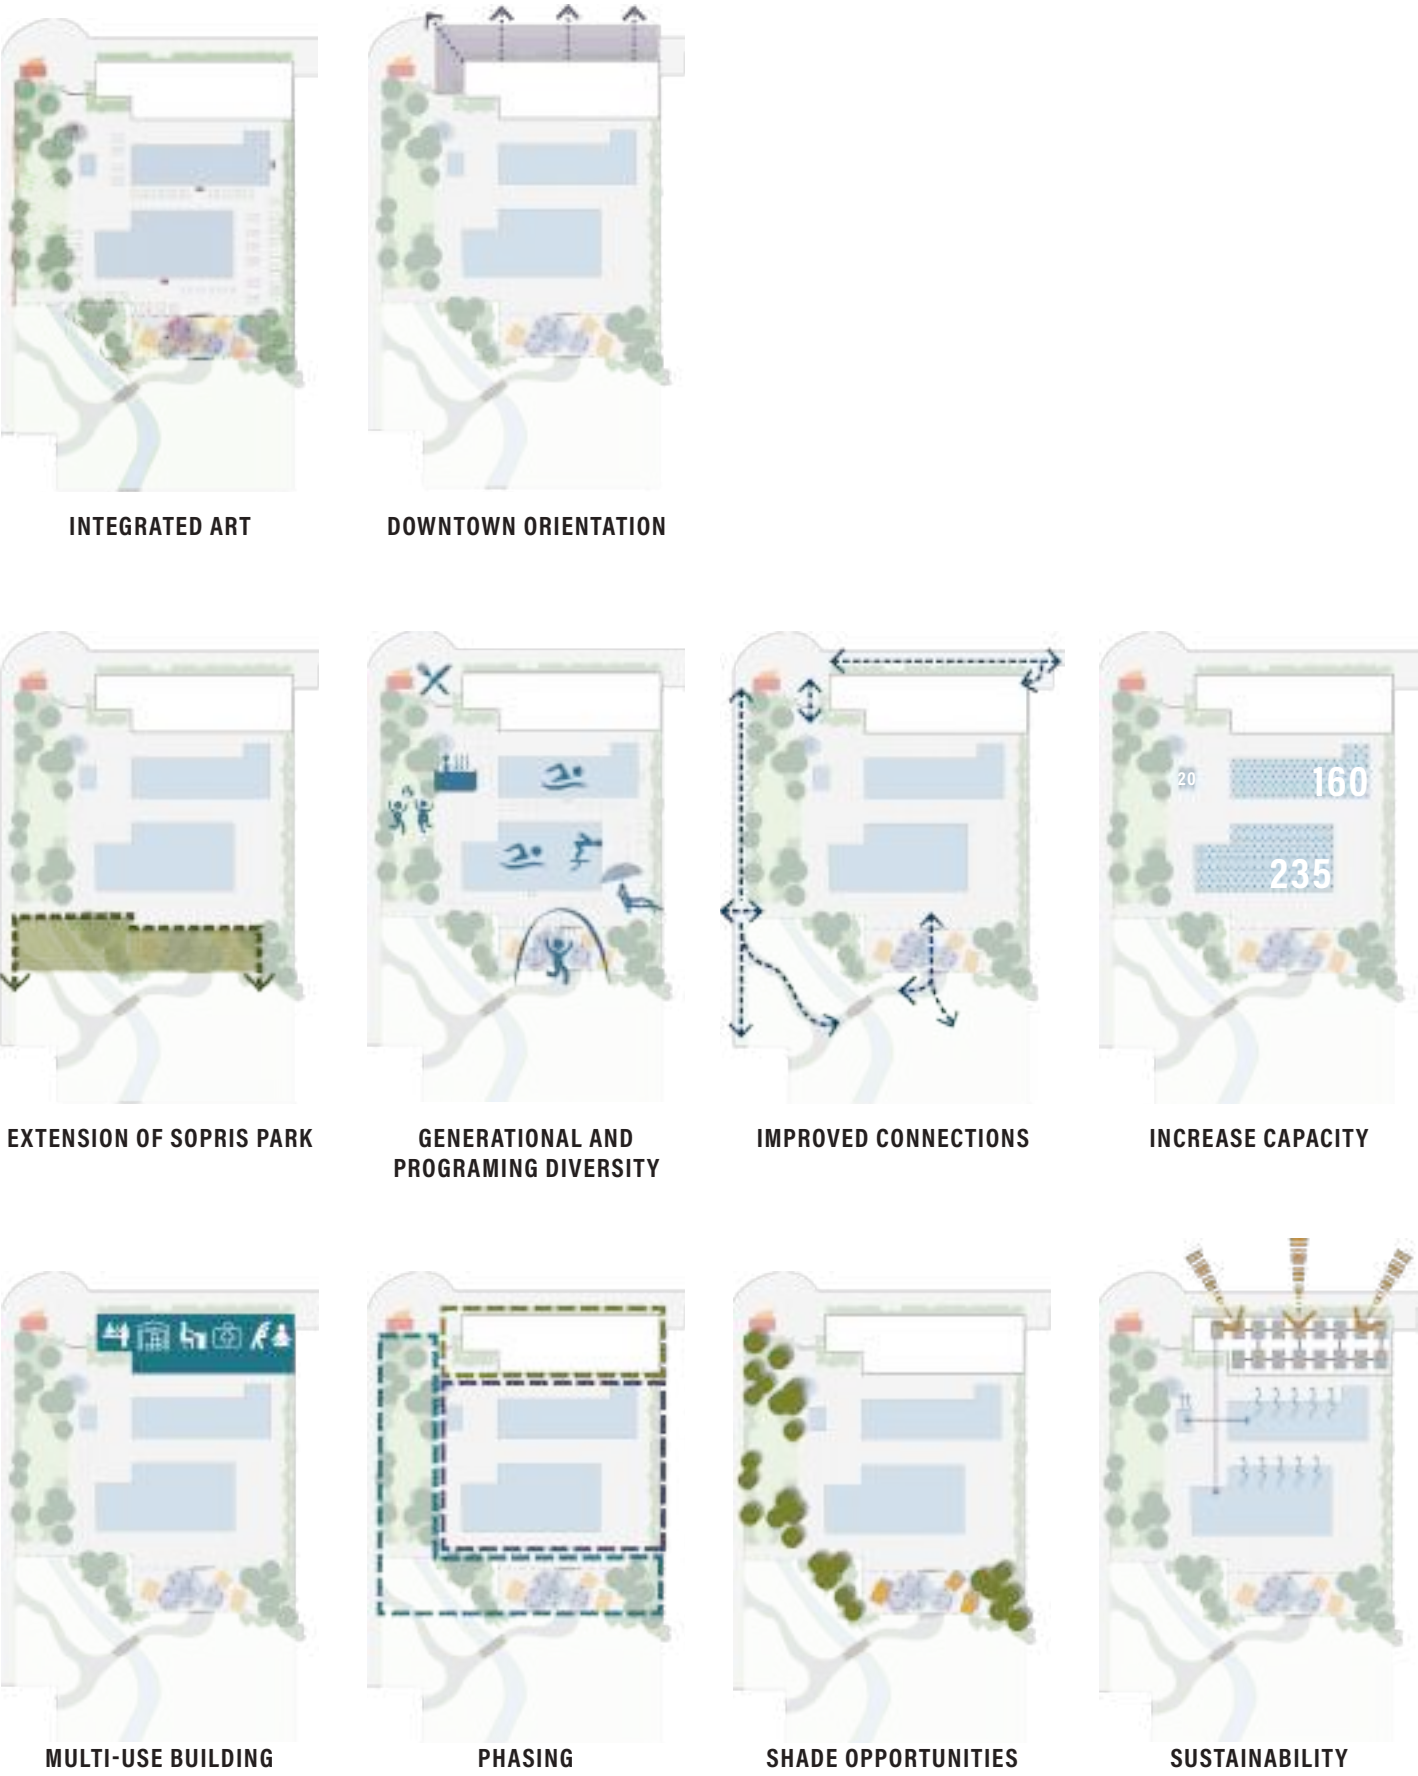 INTEGRATED ART
DOWNTOWN ORIENTATION
20
160
235
EXTENSION OF SOPRIS PARK
GENERATIONAL AND
PROGRAMING DIVERSITY
IMPROVED CONNECTIONS
INCREASE CAPACITY
MULTI-USE BUILDING
PHASING
SHADE OPPORTUNITIES
SUSTAINABILITY